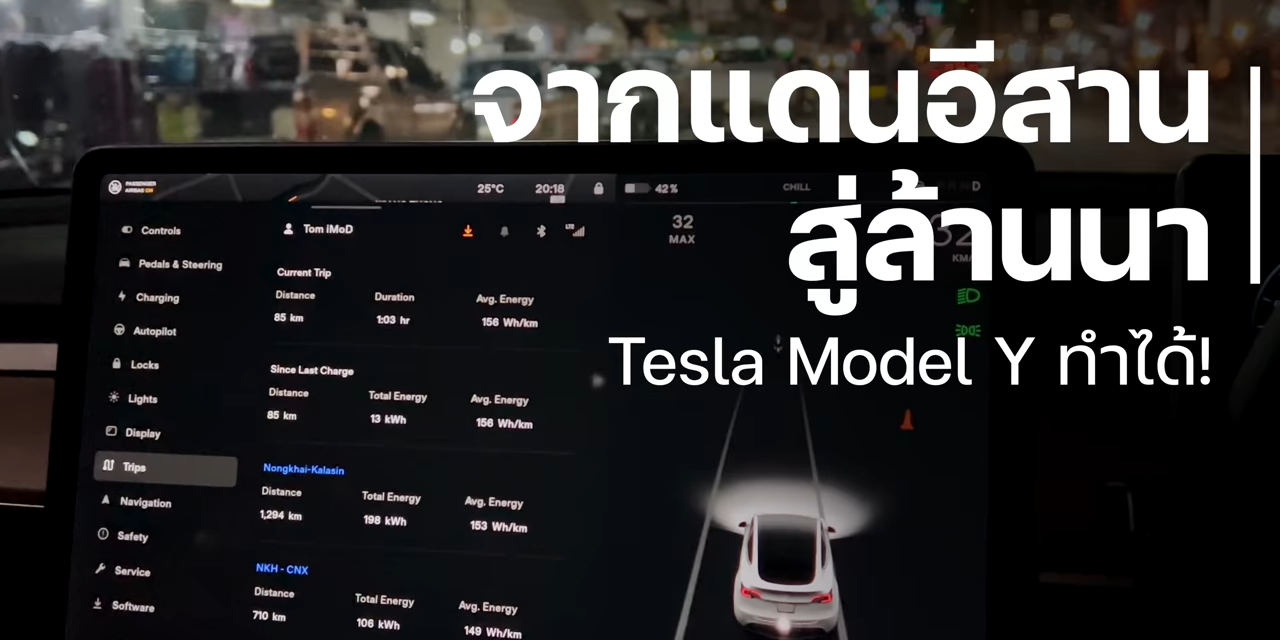 จากแดนอีสาน
สู่ล้านนา
Tesla Model Y ทำได้!
PASSENGER
AIRBAG ON
25°C 20:18 42 % CHILL D
Controls
Pedals & Steering
Charging
Autopilot
Locks
Lights
Display
Trips
Navigation
Safety
Service
Software
Tom iMoD LTE
Current Trip
Distance Duration Avg. Energy
85 km 1:03 hr 156 Wh/km
Since Last Charge
Distance Total Energy Avg. Energy
85 km 13 kWh 156 Wh/km
Nongkhai-Kalasin
Distance Total Energy Avg. Energy
1,294 km 198 kWh 153 Wh/km
NKH - CNX
Distance Total Energy Avg. Energy
710 km 106 kWh 149 Wh/km
32
MAX